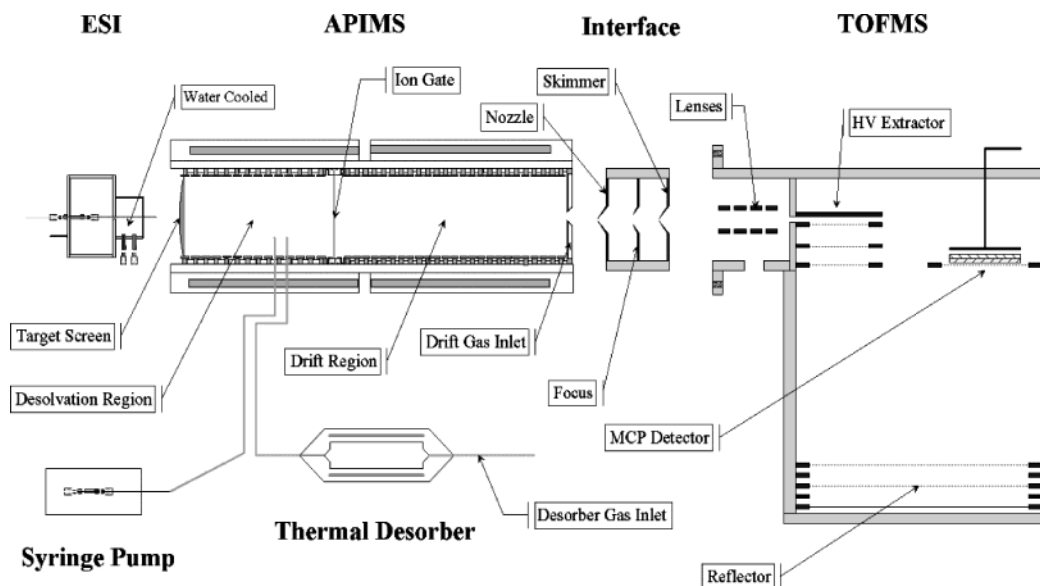 ESI
APIMS
Interface
TOFMS
Water Cooled
Ion Gate
Nozzle
Skimmer
Lenses
HV Extractor
Target Screen
Desolvation Region
Drift Region
Drift Gas Inlet
Focus
MCP Detector
Thermal Desorber
Desorber Gas Inlet
Syringe Pump
Reflector